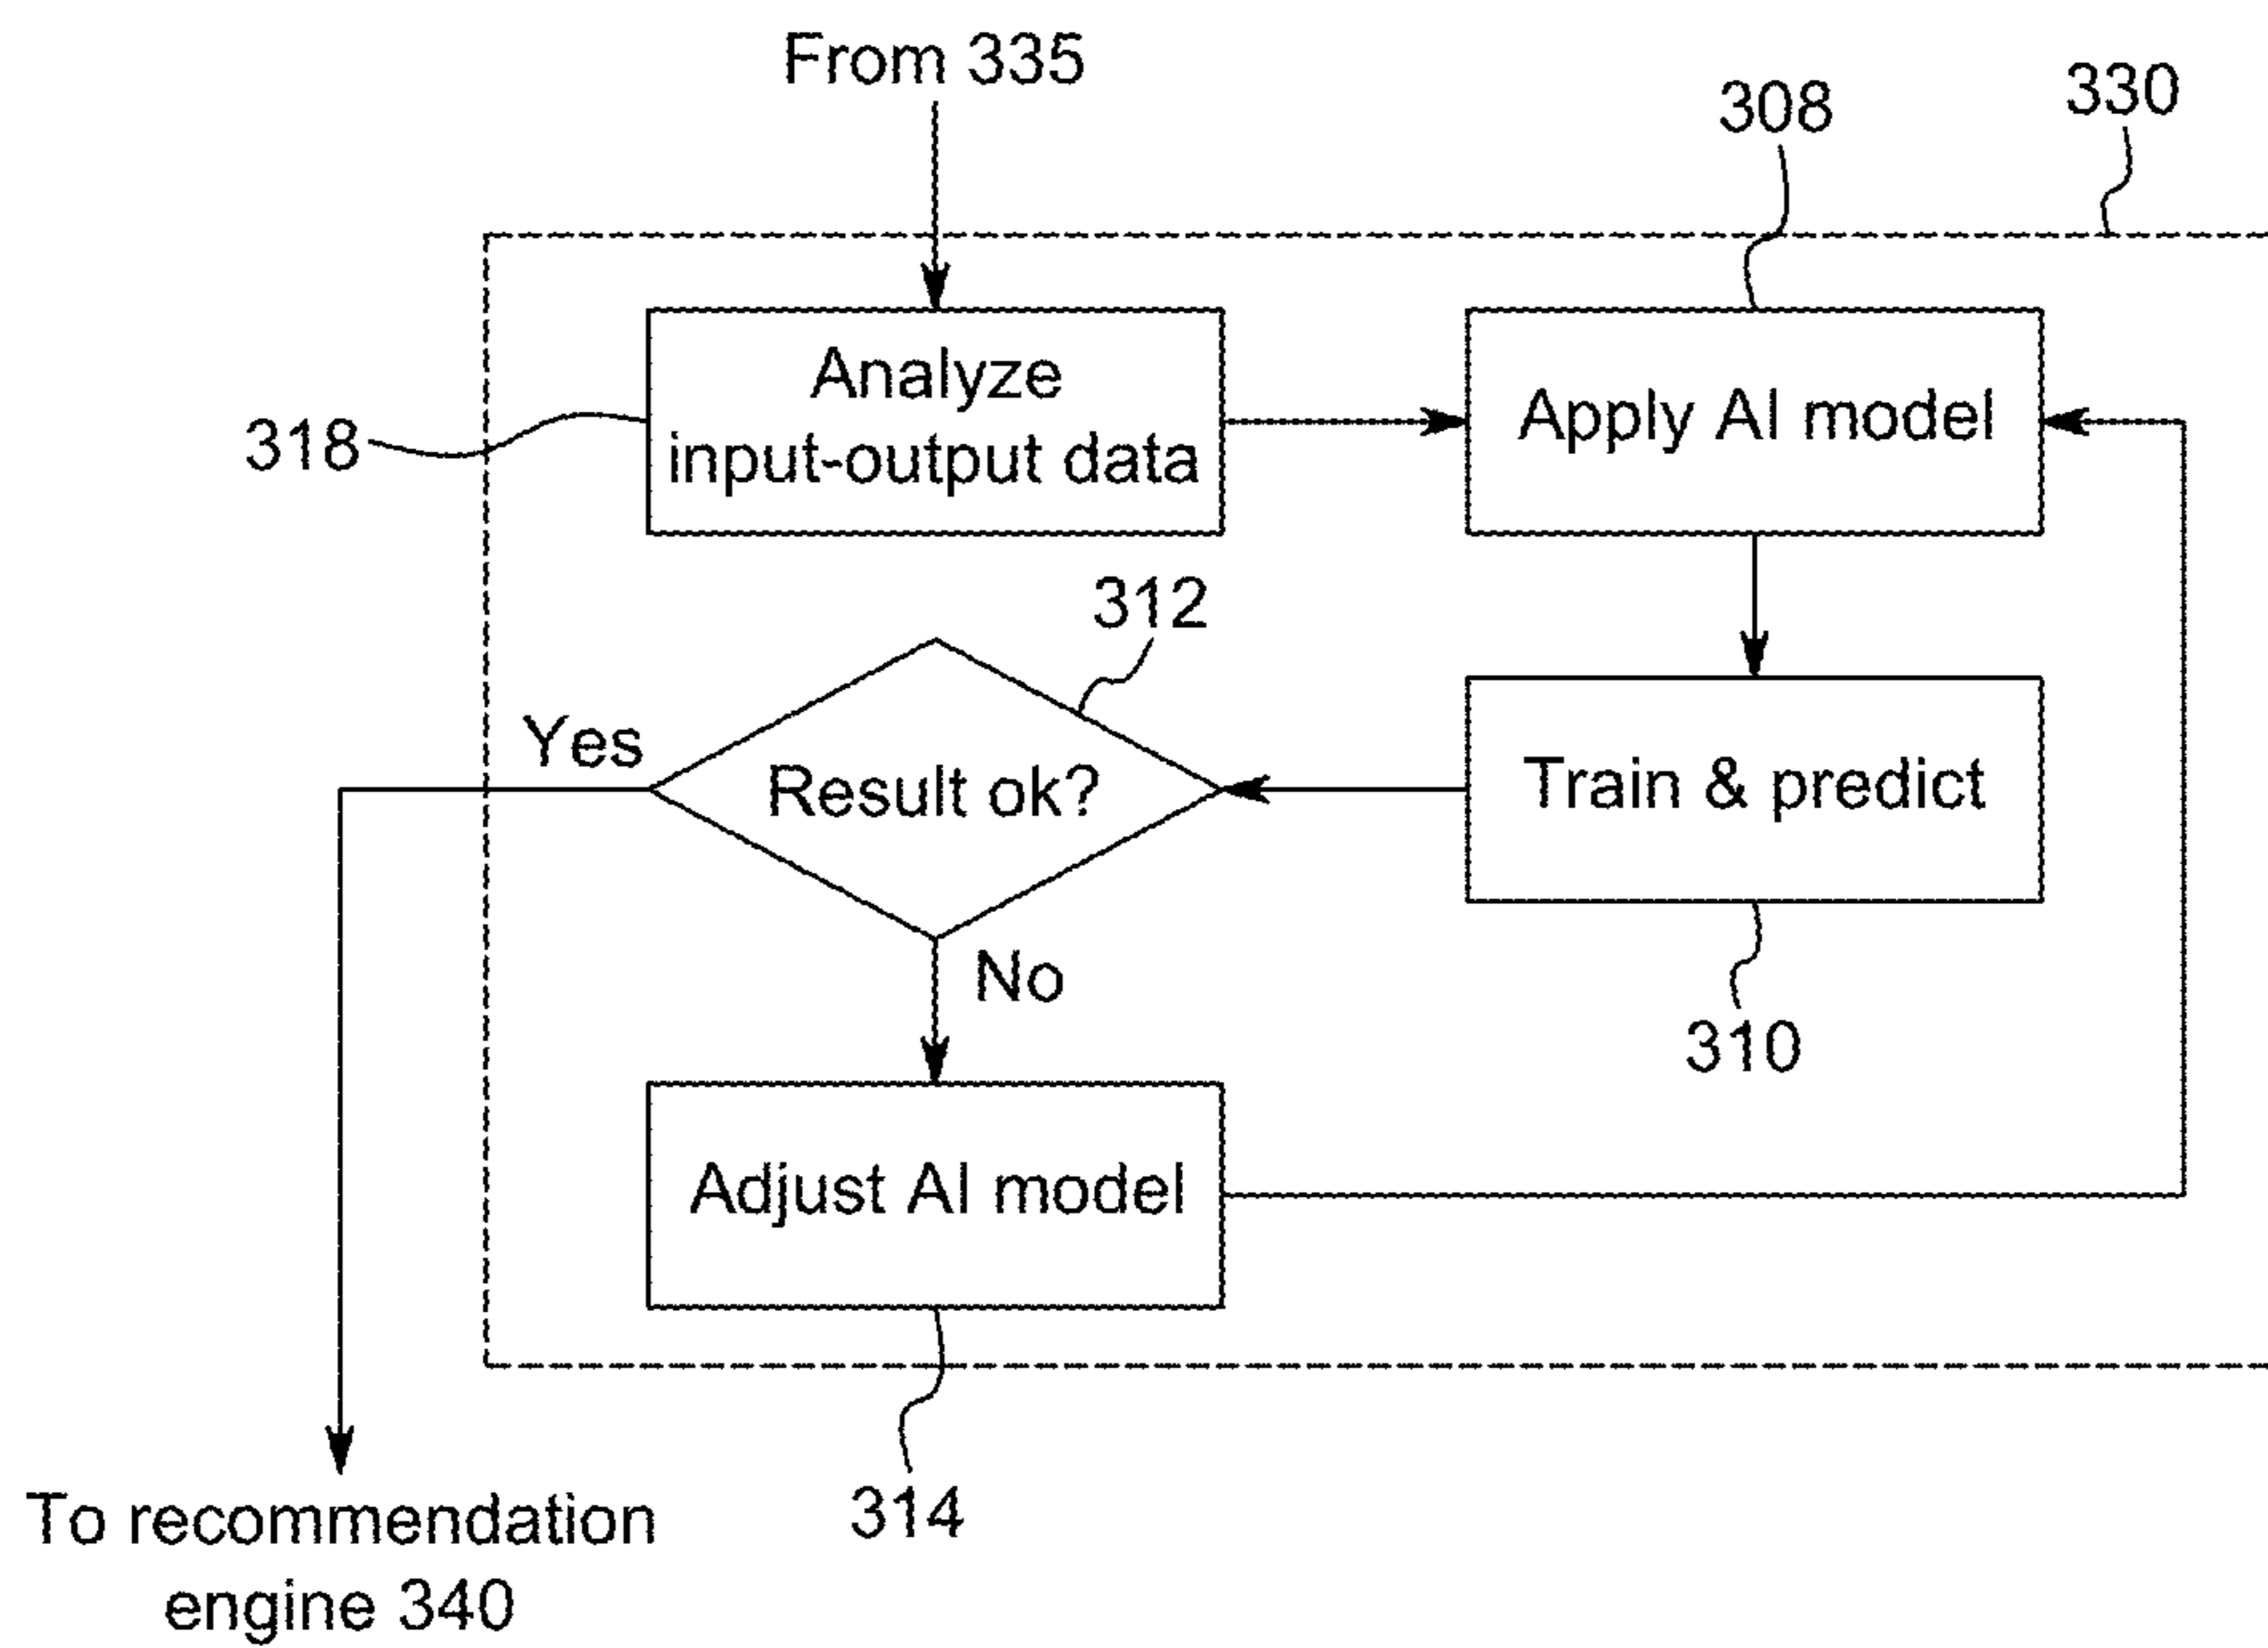 From 335
308
330
Analyze
input-output data
Apply AI model
318
312
Yes
Result ok?
Train & predict
No
310
Adjust AI model
314
To recommendation
engine 340